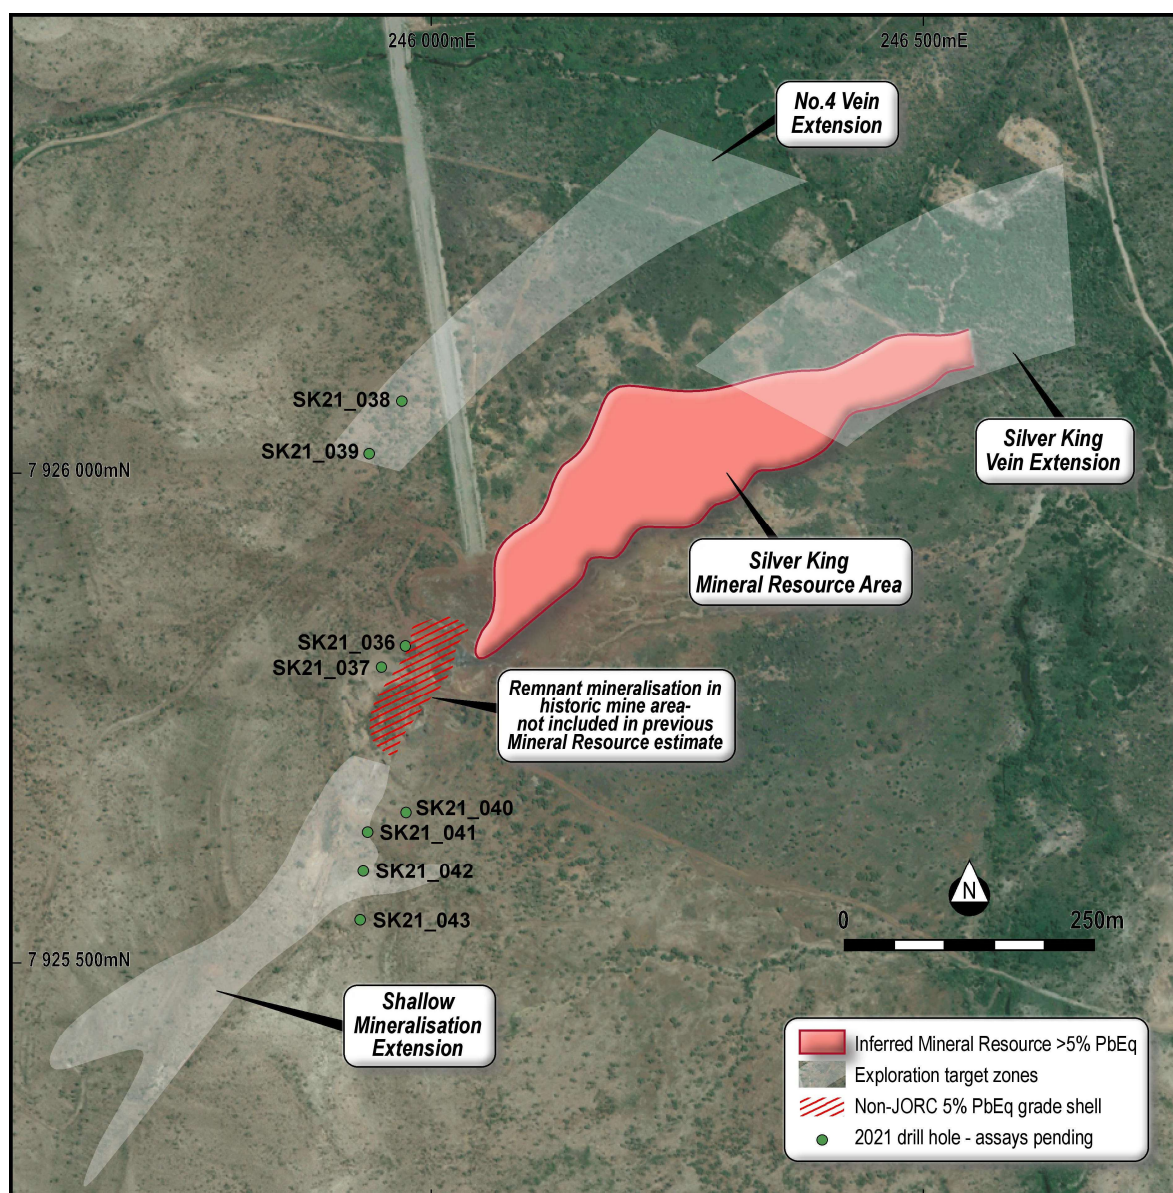 246 000mE
246 500mE
No.4 Vein
Extension
SK21_038
SK21_039
7 926 000mN
Silver King
Vein Extension
Silver King
Mineral Resource Area
SK21_036
SK21_037
Remnant mineralisation in
historic mine area-
not included in previous
Mineral Resource estimate
SK21_040
SK21_041
SK21_042
SK21_043
N
0
250m
7 925 500mN
Shallow
Mineralisation
Extension
Inferred Mineral Resource >5% PbEq
Exploration target zones
Non-JORC 5% PbEq grade shell
2021 drill hole - assays pending